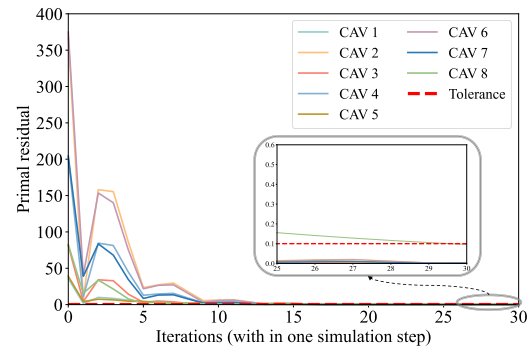 400
350
300
250
200
150
100
50
0
Primal residual
CAV 1
CAV 2
CAV 3
CAV 4
CAV 5
CAV 6
CAV 7
CAV 8
Tolerance
0.6
0.5
0.4
0.3
0.2
0.1
0.0
25 26 27 28 29 30
0 5 10 15 20 25 30
Iterations (with in one simulation step)